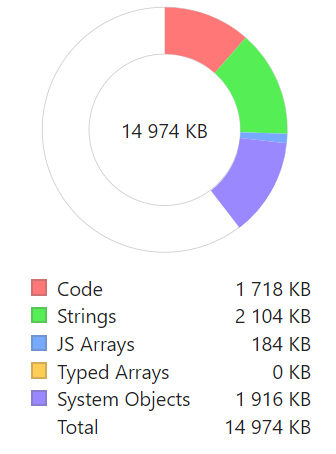 14 974 KB
Code 1 718 KB
Strings 2 104 KB
JS Arrays 184 KB
Typed Arrays 0 KB
System Objects 1 916 KB
Total 14 974 KB